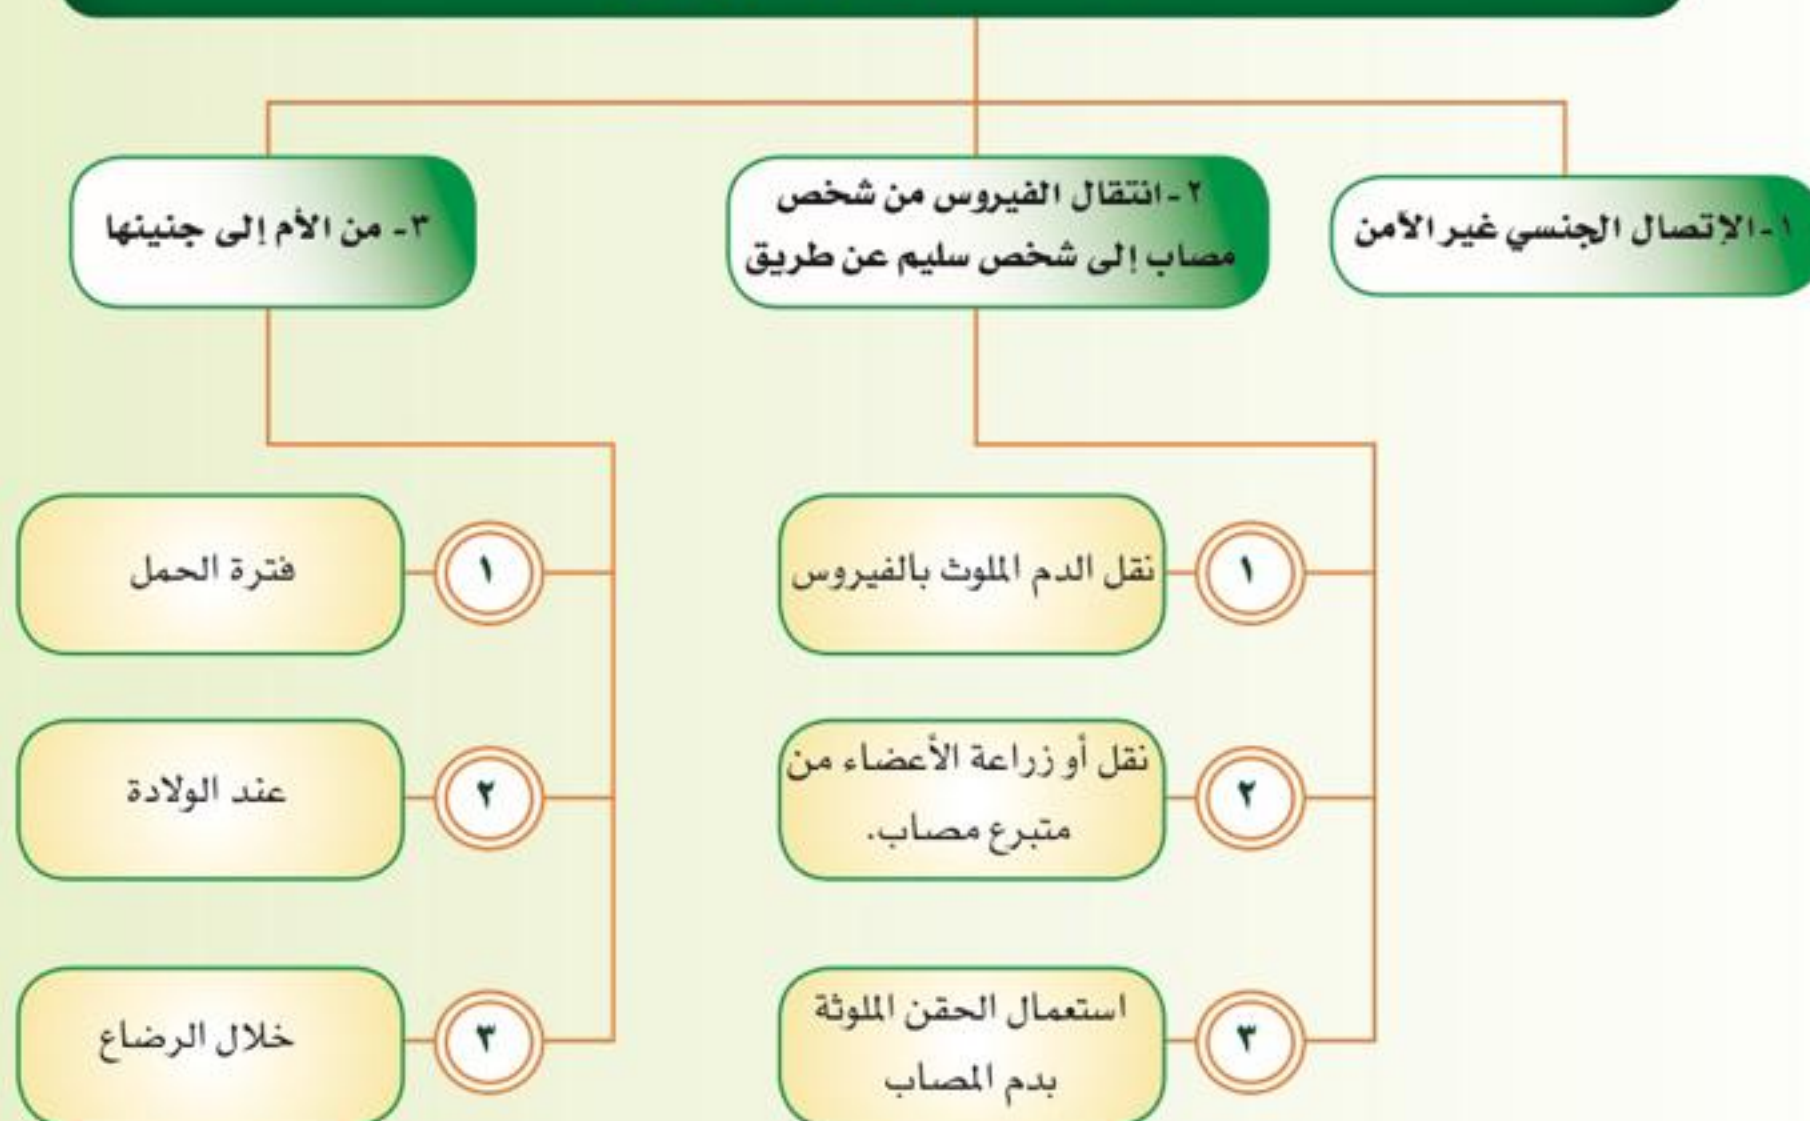 ١- الإتصال الجنسي غير الآمن
٢- انتقال الفيروس من شخص
مصاب إلى شخص سليم عن طريق
٣- من الأم إلى جنينها
١
نقل الدم الملوث بالفيروس
٢
نقل أو زراعة الأعضاء من
متبرع مصاب.
٣
استعمال الحقن الملوثة
بدم المصاب
١
فترة الحمل
٢
عند الولادة
٣
خلال الرضاع